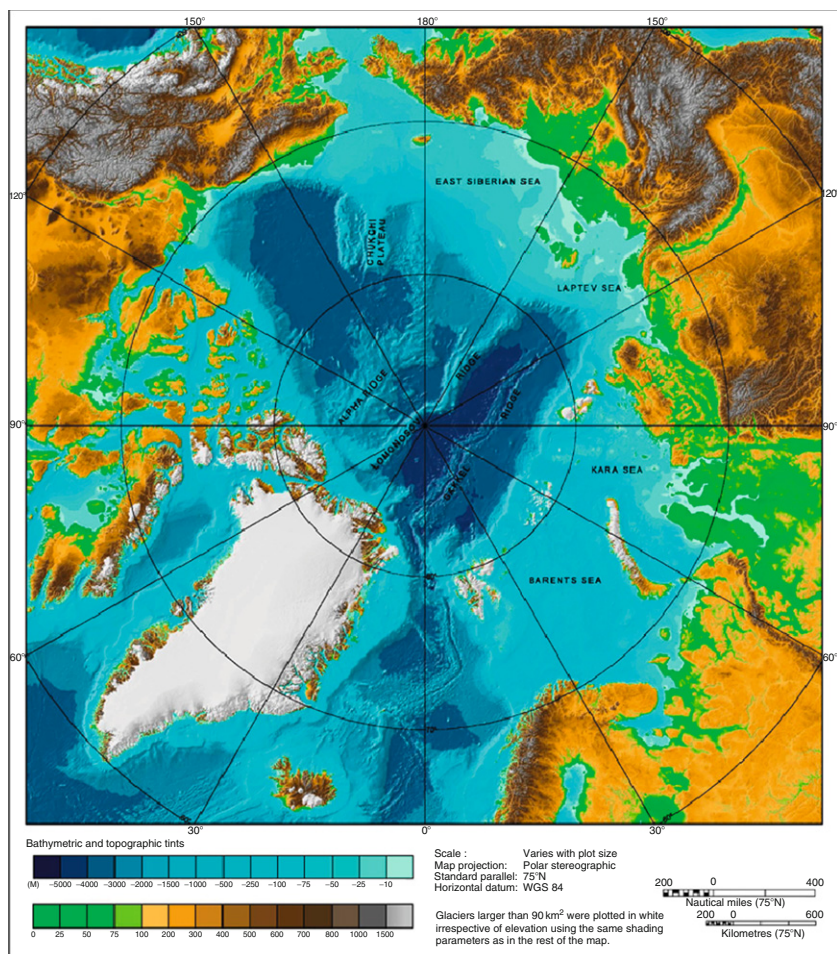 150° 180° 150°
120° 120°
EAST SIBERIAN SEA
CHUKCHI
PLATEAU
LAPTEV SEA
RIDGE
ALPHA RIDGE
RIDGE
90° 90°
LOMONOSOV
KARA SEA
GAKKEL
BARENTS SEA
60° 60°
30° 0° 30°
Bathymetric and topographic tints
(M) −5000 −4000 −3000 −2000 −1500 −1000 −500 −250 −100 −75 −50 −25 −10
0 25 50 75 100 200 300 400 500 600 700 800 1000 1500
Scale : Varies with plot size
Map projection: Polar stereographic
Standard parallel: 75°N
Horizontal datum: WGS 84
Glaciers larger than 90 km² were plotted in white
irrespective of elevation using the same shading
parameters as in the rest of the map.
200 0 400
Nautical miles (75°N)
200 0 600
Kilometres (75°N)